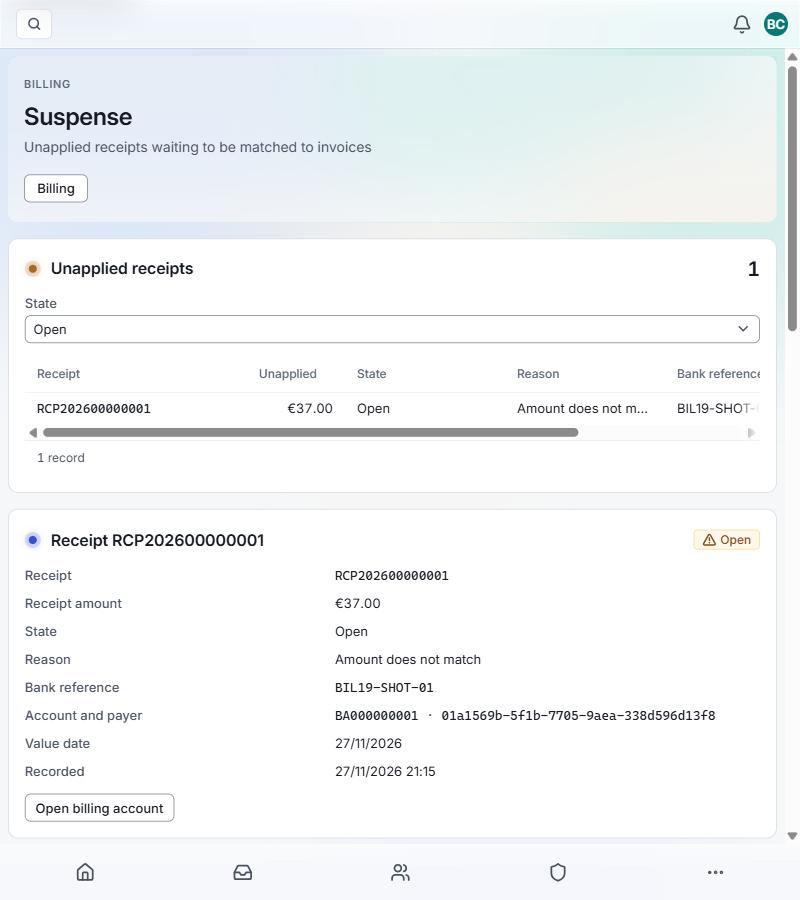 BC
BILLING
Suspense
Unapplied receipts waiting to be matched to invoices
Billing
Unapplied receipts 1
State
Open
Receipt Unapplied State Reason Bank reference
RCP202600000001 €37.00 Open Amount does not m... BIL19-SHOT-
1 record
Receipt RCP202600000001 Open
Receipt RCP202600000001
Receipt amount €37.00
State Open
Reason Amount does not match
Bank reference BIL19-SHOT-01
Account and payer BA000000001 · 01a1569b-5f1b-7705-9aea-338d596d13f8
Value date 27/11/2026
Recorded 27/11/2026 21:15
Open billing account